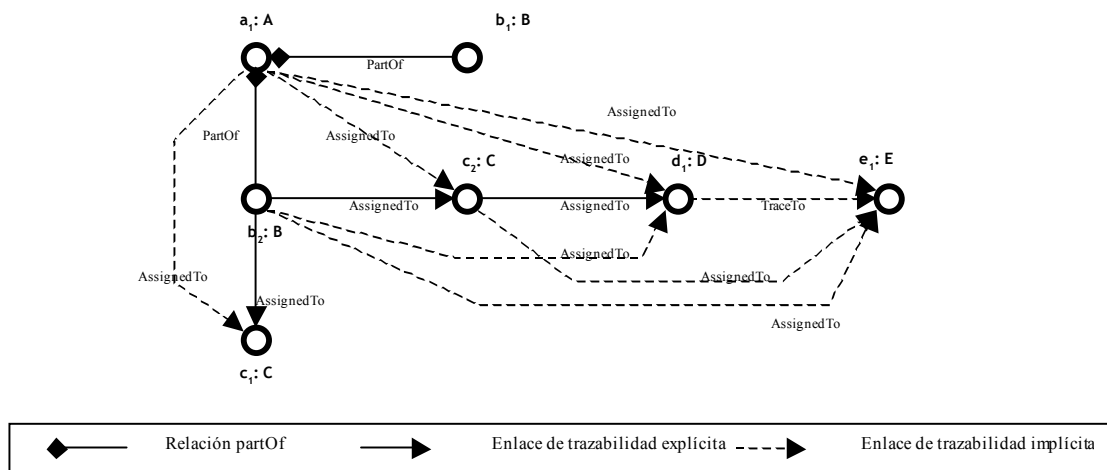 a₁: A
b₁: B
PartOf
AssignedTo
PartOf
AssignedTo
c₂: C
AssignedTo
d₁: D
e₁: E
AssignedTo
AssignedTo
TraceTo
b₂: B
AssignedTo
AssignedTo
AssignedTo
AssignedTo
AssignedTo
c₁: C
Relación partOf
Enlace de trazabilidad explícita
Enlace de trazabilidad implícita